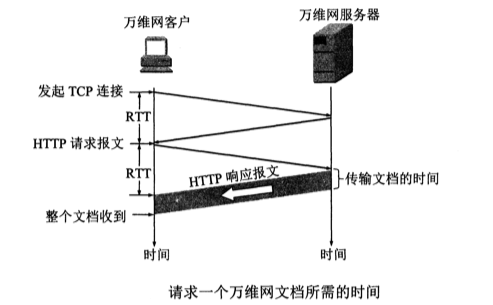 万维网客户
万维网服务器
发起 TCP 连接
RTT
HTTP 请求报文
RTT
HTTP 响应报文
传输文档的时间
整个文档收到
时间
时间
请求一个万维网文档所需的时间